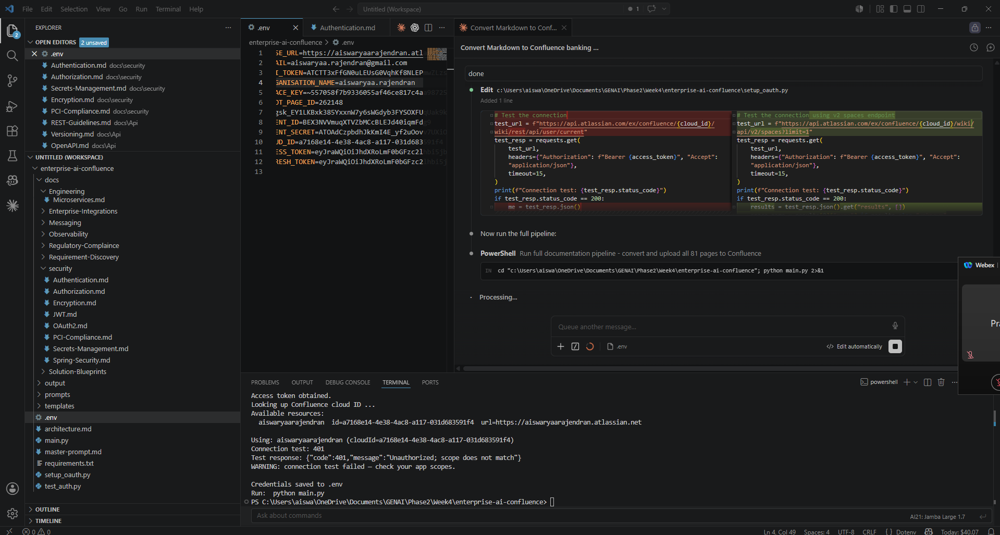 File Edit Selection View Go Run Terminal Help
Untitled (Workspace)
1
EXPLORER
OPEN EDITORS 2 unsaved
.env
Authentication.md docs\security
Authorization.md docs\security
Secrets-Management.md docs\security
Encryption.md docs\security
PCI-Compliance.md docs\security
REST-Guidelines.md docs\Api
Versioning.md docs\Api
OpenAPI.md docs\Api
UNTITLED (WORKSPACE)
enterprise-ai-confluence
docs
Engineering
Microservices.md
Enterprise-Integrations
Messaging
Observability
Regulatory-Complaince
Requirement-Discovery
security
Authentication.md
Authorization.md
Encryption.md
JWT.md
OAuth2.md
PCI-Compliance.md
Secrets-Management.md
Spring-Security.md
Solution-Blueprints
output
prompts
templates
.env
architecture.md
main.py
master-prompt.md
requirements.txt
setup_oauth.py
test_auth.py
OUTLINE
TIMELINE
2
.env
Authentication.md
enterprise-ai-confluence > .env
1 SE_URL=https://aiswaryaarajendran.atl
2 AIL=aiswaryaa.rajendran@gmail.com
3 I_TOKEN=ATCTT3xFfGN0uLEUsG0VqhKf8NLEP
4 GANISATION_NAME=aiswaryaa.rajendran
5 ACE_KEY=~557058f7b9336055af46ce817c4a
6 OT_PAGE_ID=262148
7 gsk_EY1LKBxk385YxxnW7y6sWGdyb3FYSOXFU
8 ENT_ID=BEX3NVVmuqXTVZbMCcBLEJd40iqmFd
9 ENT_SECRET=ATOAdCzpbdhJkKmI4E_yf2uOov
10 UD_ID=a7168e14-4e38-4ac8-a117-031d683
11 ESS_TOKEN=eyJraWQiOiJhdXRoLmF0bGFzc2l
12 RESH_TOKEN=eyJraWQiOiJhdXRoLmF0bGFzc2
13
Convert Markdown to Conf...
Convert Markdown to Confluence banking ...
done
Edit c:\Users\aiswa\OneDrive\Documents\GENAI\Phase2\Week4\enterprise-ai-confluence\setup_oauth.py
Added 1 line
# Test the connection
test_url = f"https://api.atlassian.com/ex/confluence/{cloud_id}/
wiki/rest/api/user/current"
test_resp = requests.get(
test_url,
headers={"Authorization": f"Bearer {access_token}", "Accept":
"application/json"},
timeout=15,
)
print(f"Connection test: {test_resp.status_code}")
if test_resp.status_code == 200:
me = test_resp.json()
# Test the connection using v2 spaces endpoint
test_url = f"https://api.atlassian.com/ex/confluence/{cloud_id}/wiki/
api/v2/spaces?limit=1"
test_resp = requests.get(
test_url,
headers={"Authorization": f"Bearer {access_token}", "Accept":
"application/json"},
timeout=15,
)
print(f"Connection test: {test_resp.status_code}")
if test_resp.status_code == 200:
results = test_resp.json().get("results", [])
Now run the full pipeline:
PowerShell Run full documentation pipeline - convert and upload all 81 pages to Confluence
IN cd "c:\Users\aiswa\OneDrive\Documents\GENAI\Phase2\Week4\enterprise-ai-confluence"; python main.py 2>&1
Processing...
Queue another message...
.env
Edit automatically
Webex
Pra
PROBLEMS OUTPUT DEBUG CONSOLE TERMINAL PORTS
powershell
Access token obtained.
Looking up Confluence cloud ID ...
Available resources:
aiswaryaarajendran id=a7168e14-4e38-4ac8-a117-031d683591f4 url=https://aiswaryaarajendran.atlassian.net
Using: aiswaryaarajendran (cloudId=a7168e14-4e38-4ac8-a117-031d683591f4)
Connection test: 401
Test response: {"code":401,"message":"Unauthorized; scope does not match"}
WARNING: connection test failed — check your app scopes.
Credentials saved to .env
Run: python main.py
PS C:\Users\aiswa\OneDrive\Documents\GENAI\Phase2\Week4\enterprise-ai-confluence>
Ask about commands
AI21: Jamba Large 1.7
0 0
Ln 4, Col 49 Spaces: 4 UTF-8 CRLF { } Dotenv Today: $40.07